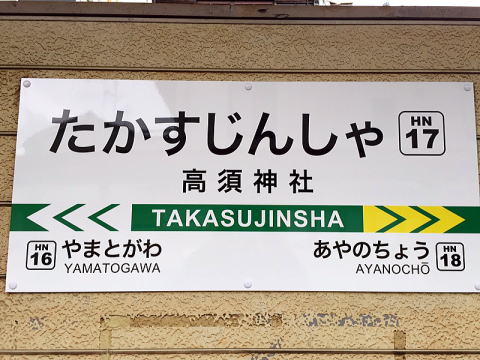 たかすじんしゃ
HN
17
高須神社
TAKASUJINSHA
HN
16
やまとがわ
YAMATOGAWA
あやのちょう
AYANOCHŌ
HN
18